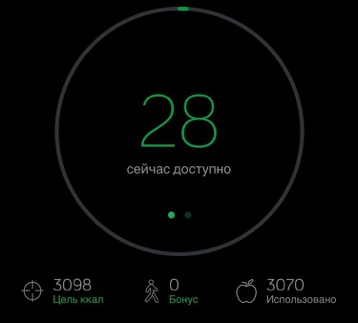 28
сейчас доступно
3098
Цель ккал
0
Бонус
3070
Использовано